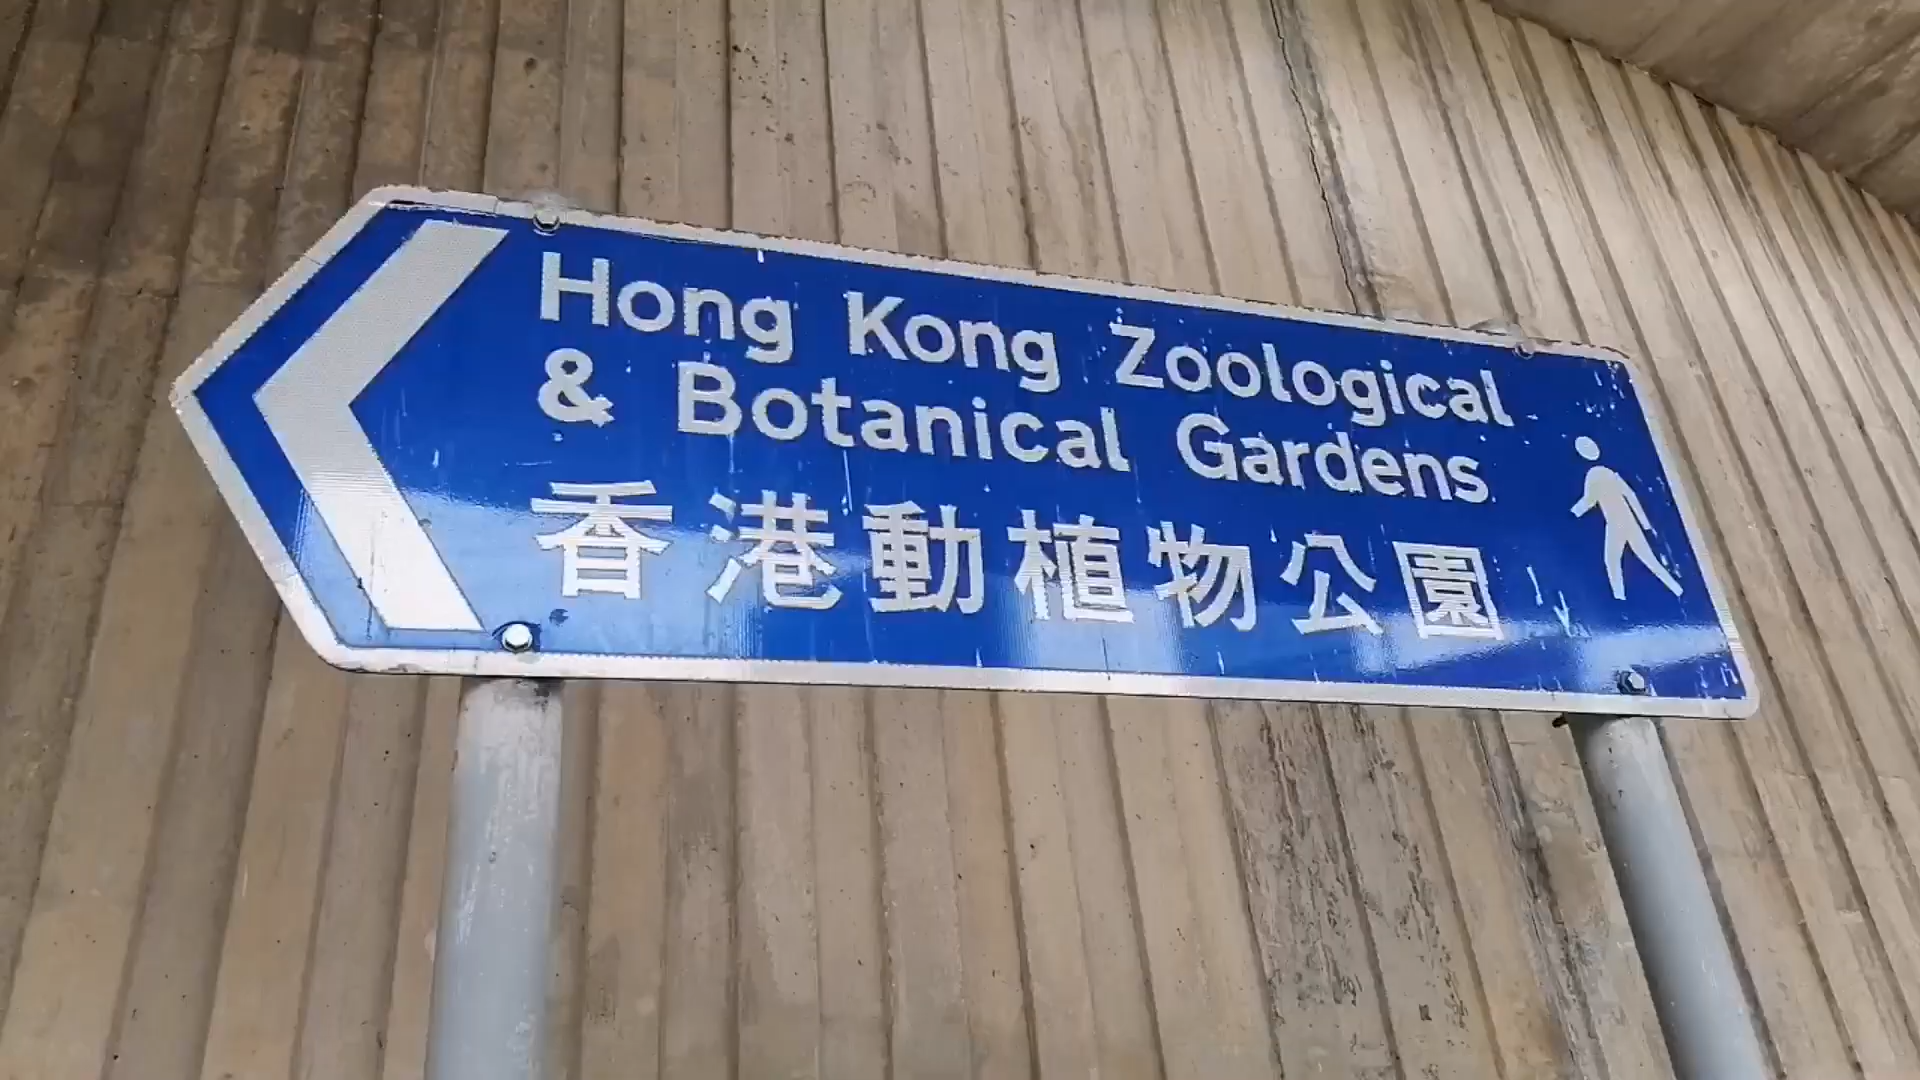 Hong Kong Zoological
& Botanical Gardens
香港動植物公園